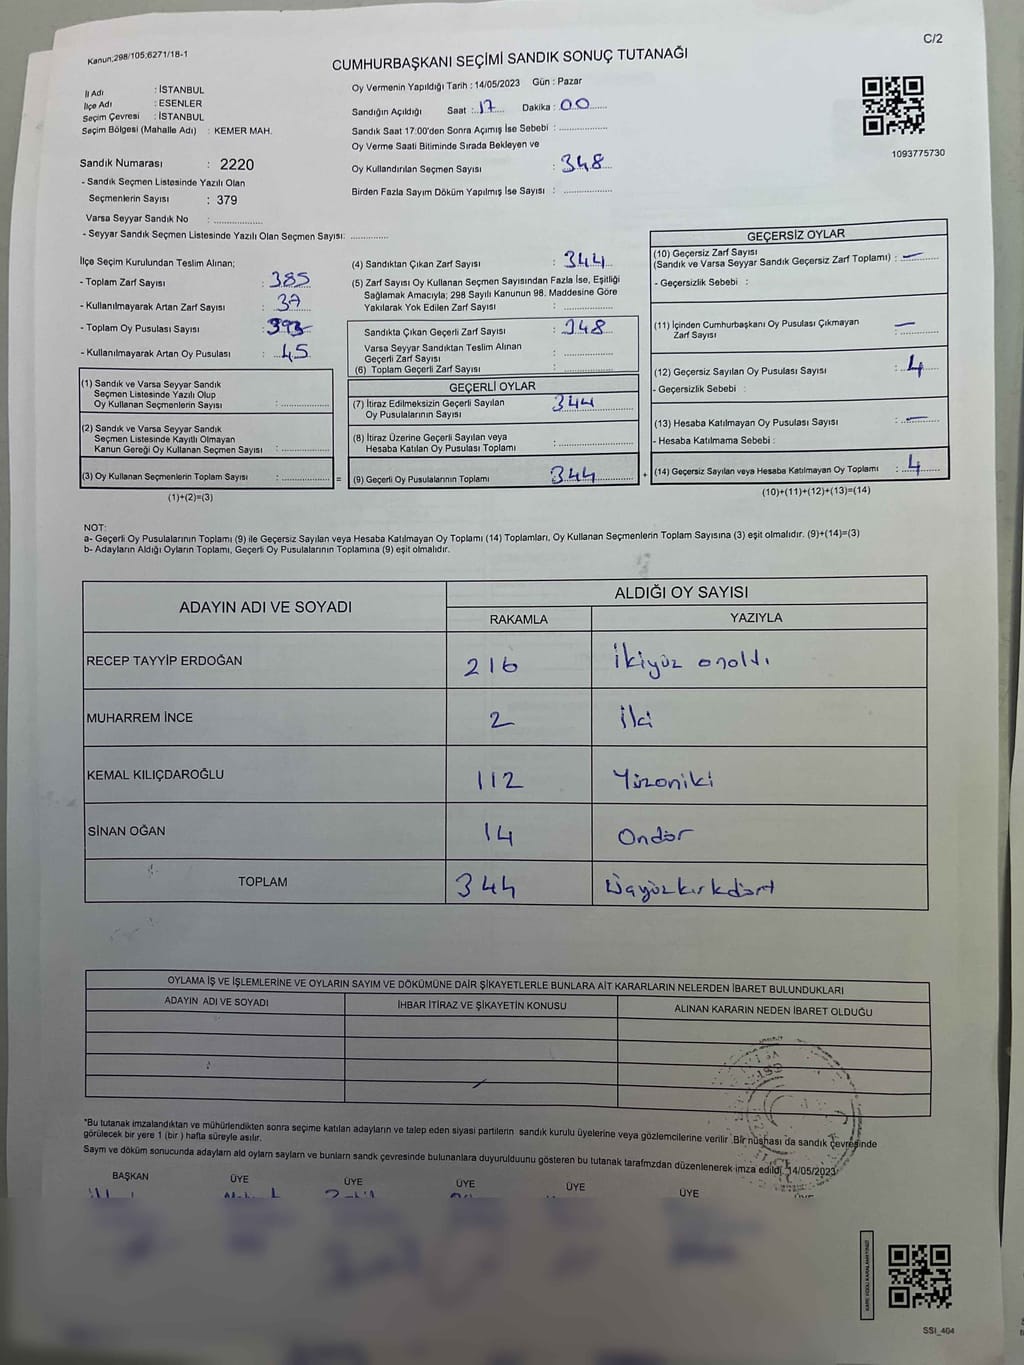 Kanun;298/105;6271/18-1
C/2
CUMHURBAŞKANI SEÇİMİ SANDIK SONUÇ TUTANAĞI
İl Adı : İSTANBUL
İlçe Adı : ESENLER
Seçim Çevresi : İSTANBUL
Seçim Bölgesi (Mahalle Adı) : KEMER MAH.
Sandık Numarası : 2220
- Sandık Seçmen Listesinde Yazılı Olan
Seçmenlerin Sayısı : 379
Varsa Seyyar Sandık No : ..................
- Seyyar Sandık Seçmen Listesinde Yazılı Olan Seçmen Sayısı: .............
Oy Vermenin Yapıldığı Tarih : 14/05/2023 Gün : Pazar
Sandığın Açıldığı Saat : 17 Dakika : 00
Sandık Saat 17:00'den Sonra Açımış İse Sebebi : ..................
Oy Verme Saati Bitiminde Sırada Bekleyen ve
Oy Kullandırılan Seçmen Sayısı : 348
Birden Fazla Sayım Döküm Yapılmış İse Sayısı : ..................
1093775730
İlçe Seçim Kurulundan Teslim Alınan;
- Toplam Zarf Sayısı : 385
- Kullanılmayarak Artan Zarf Sayısı : 37
- Toplam Oy Pusulası Sayısı : 393
- Kullanılmayarak Artan Oy Pusulası : 45
(1) Sandık ve Varsa Seyyar Sandık
Seçmen Listesinde Yazılı Olup
Oy Kullanan Seçmenlerin Sayısı : ..................
(2) Sandık ve Varsa Seyyar Sandık
Seçmen Listesinde Kayıtlı Olmayan
Kanun Gereği Oy Kullanan Seçmen Sayısı : ..................
(3) Oy Kullanan Seçmenlerin Toplam Sayısı : ..................
(1)+(2)=(3)
=
(4) Sandıktan Çıkan Zarf Sayısı : 344
(5) Zarf Sayısı Oy Kullanan Seçmen Sayısından Fazla İse, Eşitliği
Sağlamak Amacıyla; 298 Sayılı Kanunun 98. Maddesine Göre
Yakılarak Yok Edilen Zarf Sayısı : ..................
Sandıkta Çıkan Geçerli Zarf Sayısı : 348
Varsa Seyyar Sandıktan Teslim Alınan
Geçerli Zarf Sayısı : ..................
(6) Toplam Geçerli Zarf Sayısı : ..................
GEÇERLİ OYLAR
(7) İtiraz Edilmeksizin Geçerli Sayılan
Oy Pusulalarının Sayısı 344
(8) İtiraz Üzerine Geçerli Sayılan veya
Hesaba Katılan Oy Pusulası Toplamı : ..................
(9) Geçerli Oy Pusulalarının Toplamı 344
+
GEÇERSİZ OYLAR
(10) Geçersiz Zarf Sayısı
(Sandık ve Varsa Seyyar Sandık Geçersiz Zarf Toplamı) : —
- Geçersizlik Sebebi :
(11) İçinden Cumhurbaşkanı Oy Pusulası Çıkmayan
Zarf Sayısı : —
(12) Geçersiz Sayılan Oy Pusulası Sayısı : 4
- Geçersizlik Sebebi :
(13) Hesaba Katılmayan Oy Pusulası Sayısı : —
- Hesaba Katılmama Sebebi :
(14) Geçersiz Sayılan veya Hesaba Katılmayan Oy Toplamı : 4
(10)+(11)+(12)+(13)=(14)
NOT:
a- Geçerli Oy Pusulalarının Toplamı (9) ile Geçersiz Sayılan veya Hesaba Katılmayan Oy Toplamı (14) Toplamları, Oy Kullanan Seçmenlerin Toplam Sayısına (3) eşit olmalıdır. (9)+(14)=(3)
b- Adayların Aldığı Oyların Toplamı, Geçerli Oy Pusulalarının Toplamına (9) eşit olmalıdır.
ADAYIN ADI VE SOYADI ALDIĞI OY SAYISI
RAKAMLA YAZIYLA
RECEP TAYYİP ERDOĞAN 216 İkiyüz onaltı
MUHARREM İNCE 2 İki
KEMAL KILIÇDAROĞLU 112 Yüzoniki
SİNAN OĞAN 14 Ondör
TOPLAM 344 Üçyüzkırkdört
OYLAMA İŞ VE İŞLEMLERİNE VE OYLARIN SAYIM VE DÖKÜMÜNE DAİR ŞİKAYETLERLE BUNLARA AİT KARARLARIN NELERDEN İBARET BULUNDUKLARI
ADAYIN ADI VE SOYADI İHBAR İTİRAZ VE ŞİKAYETİN KONUSU ALINAN KARARIN NEDEN İBARET OLDUĞU
*Bu tutanak imzalandıktan ve mühürlendikten sonra seçime katılan adayların ve talep eden siyasi partilerin sandık kurulu üyelerine veya gözlemcilerine verilir. Bir nüshası da sandık çevresinde
görülecek bir yere 1 (bir ) hafta süreyle asılır.
Sayım ve döküm sonucunda adayların ald oyların sayların ve bunların sandk çevresinde bulunanlara duyurulduunu gösteren bu tutanak tarafmzdan düzenlenerek imza edildi. 14/05/2023
BAŞKAN ÜYE ÜYE ÜYE ÜYE ÜYE ÜYE
SSI_404